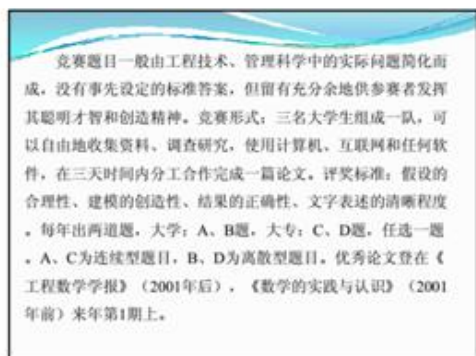 竞赛题目一般由工程技术、管理科学中的实际问题简化而
成，没有事先设定的标准答案，但留有充分余地供参赛者发挥
其聪明才智和创造精神。竞赛形式：三名大学生组成一队，可
以自由地收集资料、调查研究，使用计算机、互联网和任何软
件，在三天时间内分工合作完成一篇论文。评奖标准：假设的
合理性、建模的创造性、结果的正确性、文字表述的清晰程度
。每年出两道题，大学：A、B题，大专：C、D题，任选一题
。A、C为连续型题目，B、D为离散型题目。优秀论文登在《
工程数学学报》（2001年后），《数学的实践与认识》（2001
年前）来年第1期上。